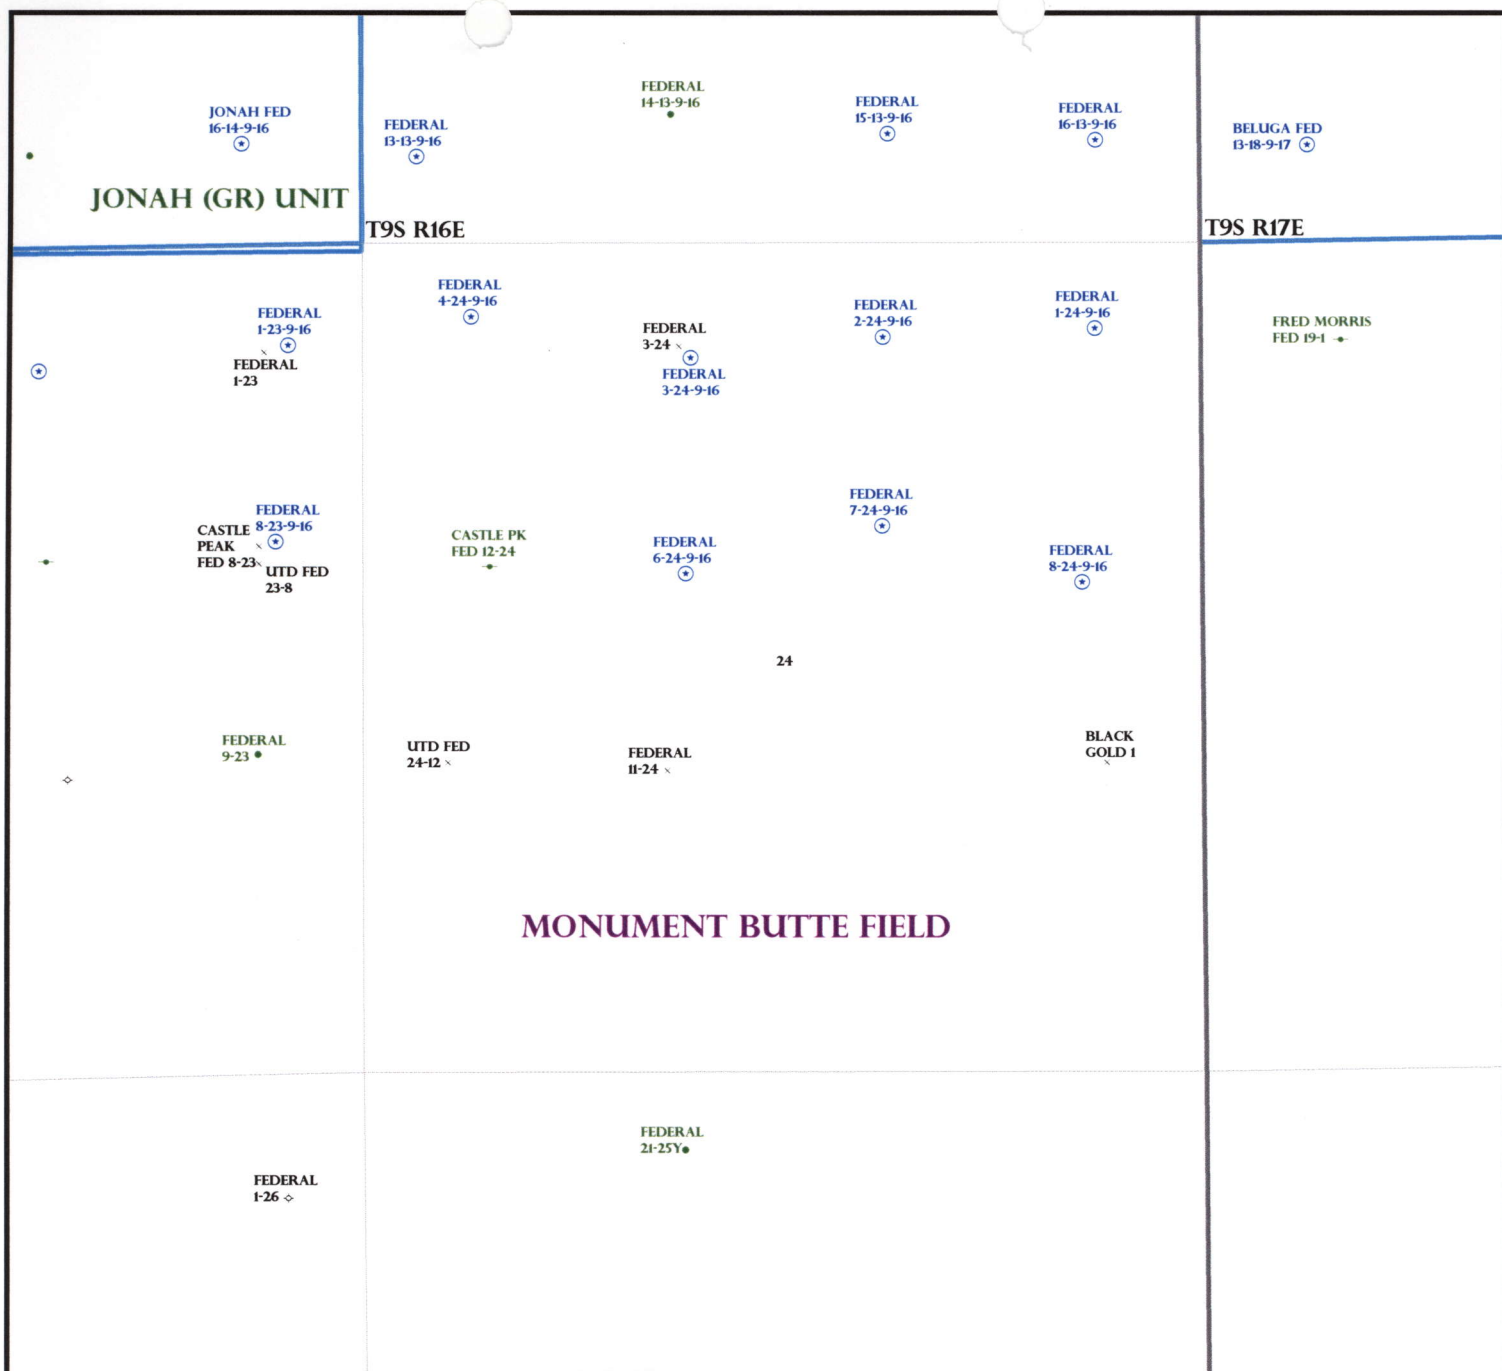 JONAH FED
16-14-9-16
FEDERAL
13-13-9-16
FEDERAL
14-13-9-16
FEDERAL
15-13-9-16
FEDERAL
16-13-9-16
BELUGA FED
13-18-9-17
JONAH (GR) UNIT
T9S R16E
T9S R17E
FEDERAL
1-23-9-16
FEDERAL
1-23
FEDERAL
4-24-9-16
FEDERAL
3-24
FEDERAL
3-24-9-16
FEDERAL
2-24-9-16
FEDERAL
1-24-9-16
FRED MORRIS
FED 19-1
FEDERAL
8-23-9-16
CASTLE
PEAK
FED 8-23
UTD FED
23-8
CASTLE PK
FED 12-24
FEDERAL
6-24-9-16
FEDERAL
7-24-9-16
FEDERAL
8-24-9-16
24
FEDERAL
9-23
UTD FED
24-12
FEDERAL
11-24
BLACK
GOLD 1
MONUMENT BUTTE FIELD
FEDERAL
21-25Y
FEDERAL
1-26